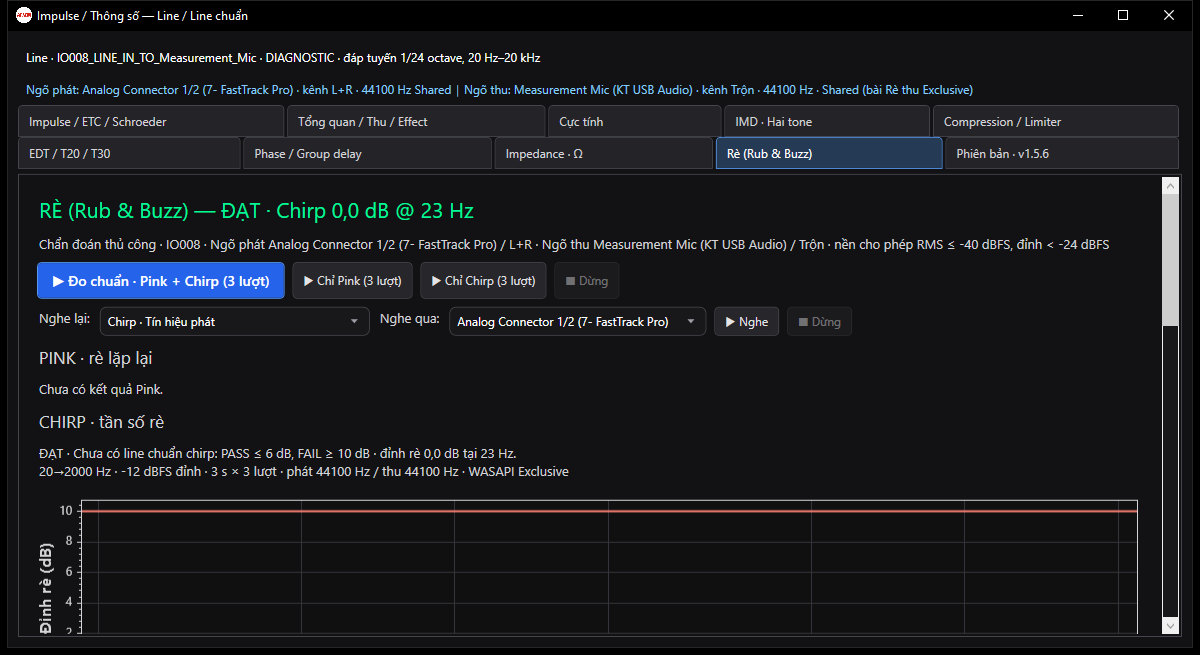 Impulse / Thông số — Line / Line chuẩn
Line · IO008_LINE_IN_TO_Measurement_Mic · DIAGNOSTIC · đáp tuyến 1/24 octave, 20 Hz–20 kHz
Ngõ phát: Analog Connector 1/2 (7- FastTrack Pro) · kênh L+R · 44100 Hz Shared | Ngõ thu: Measurement Mic (KT USB Audio) · kênh Trộn · 44100 Hz · Shared (bài Rè thu Exclusive)
Impulse / ETC / Schroeder
Tổng quan / Thu / Effect
Cực tính
IMD · Hai tone
Compression / Limiter
EDT / T20 / T30
Phase / Group delay
Impedance · Ω
Rè (Rub & Buzz)
Phiên bản · v1.5.6
RÈ (Rub & Buzz) — ĐẠT · Chirp 0,0 dB @ 23 Hz
Chẩn đoán thủ công · IO008 · Ngõ phát Analog Connector 1/2 (7- FastTrack Pro) / L+R · Ngõ thu Measurement Mic (KT USB Audio) / Trộn · nền cho phép RMS ≤ -40 dBFS, đỉnh < -24 dBFS
▶ Đo chuẩn · Pink + Chirp (3 lượt)
▶ Chỉ Pink (3 lượt)
▶ Chỉ Chirp (3 lượt)
■ Dừng
Nghe lại:
Chirp · Tín hiệu phát
Nghe qua:
Analog Connector 1/2 (7- FastTrack Pro)
▶ Nghe
■ Dừng
PINK · rè lặp lại
Chưa có kết quả Pink.
CHIRP · tần số rè
ĐẠT · Chưa có line chuẩn chirp: PASS ≤ 6 dB, FAIL ≥ 10 dB · đỉnh rè 0,0 dB tại 23 Hz.
20→2000 Hz · -12 dBFS đỉnh · 3 s × 3 lượt · phát 44100 Hz / thu 44100 Hz · WASAPI Exclusive
10
8
6
4
2
Đỉnh rè (dB)